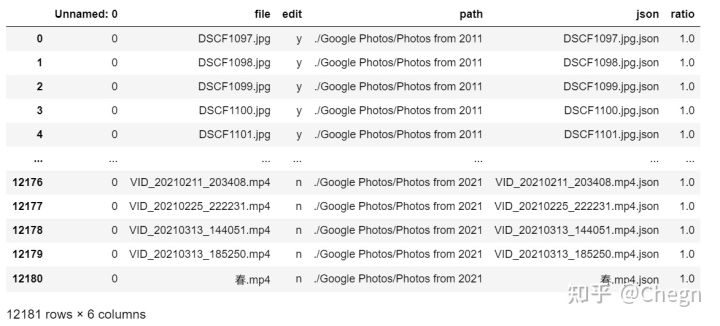 Unnamed: 0 file edit path json ratio
0 0 DSCF1097.jpg y ./Google Photos/Photos from 2011 DSCF1097.jpg.json 1.0
1 0 DSCF1098.jpg y ./Google Photos/Photos from 2011 DSCF1098.jpg.json 1.0
2 0 DSCF1099.jpg y ./Google Photos/Photos from 2011 DSCF1099.jpg.json 1.0
3 0 DSCF1100.jpg y ./Google Photos/Photos from 2011 DSCF1100.jpg.json 1.0
4 0 DSCF1101.jpg y ./Google Photos/Photos from 2011 DSCF1101.jpg.json 1.0
... ... ... ... ... ... ...
12176 0 VID_20210211_203408.mp4 n ./Google Photos/Photos from 2021 VID_20210211_203408.mp4.json 1.0
12177 0 VID_20210225_222231.mp4 n ./Google Photos/Photos from 2021 VID_20210225_222231.mp4.json 1.0
12178 0 VID_20210313_144051.mp4 n ./Google Photos/Photos from 2021 VID_20210313_144051.mp4.json 1.0
12179 0 VID_20210313_185250.mp4 n ./Google Photos/Photos from 2021 VID_20210313_185250.mp4.json 1.0
12180 0 春.mp4 n ./Google Photos/Photos from 2021 春.mp4.json 1.0
知乎 @Chegn
12181 rows × 6 columns